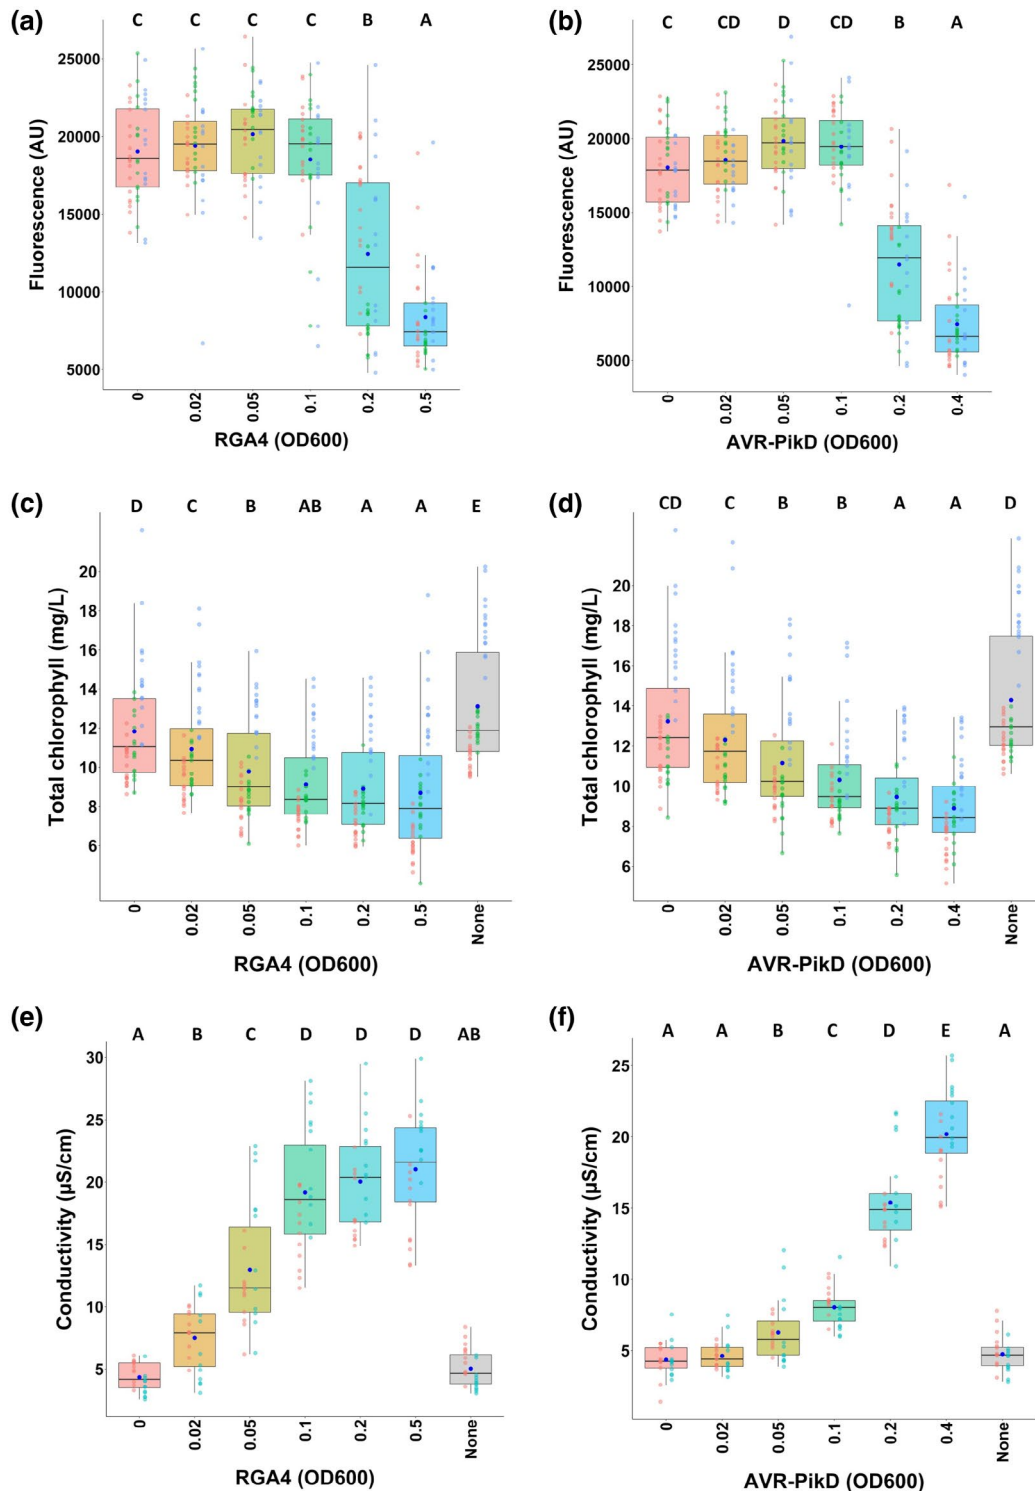 (a)
C C C C B A
Fluorescence (AU)
25000
20000
15000
10000
5000
0 0.02 0.05 0.1 0.2 0.5
RGA4 (OD600)
(b)
C CD D CD B A
Fluorescence (AU)
25000
20000
15000
10000
5000
0 0.02 0.05 0.1 0.2 0.4
AVR-PikD (OD600)
(c)
D C B AB A A E
Total chlorophyll (mg/L)
20
18
16
14
12
10
8
6
0 0.02 0.05 0.1 0.2 0.5 None
RGA4 (OD600)
(d)
CD C B B A A D
Total chlorophyll (mg/L)
20
18
16
14
12
10
8
6
0 0.02 0.05 0.1 0.2 0.4 None
AVR-PikD (OD600)
(e)
A B C D D D AB
Conductivity (µS/cm)
30
25
20
15
10
5
0 0.02 0.05 0.1 0.2 0.5 None
RGA4 (OD600)
(f)
A A B C D E A
Conductivity (µS/cm)
25
20
15
10
5
0 0.02 0.05 0.1 0.2 0.4 None
AVR-PikD (OD600)